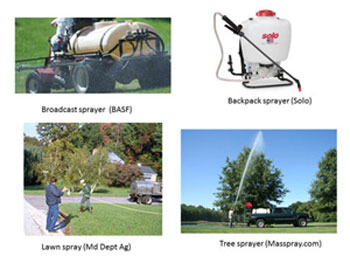 solo
Broadcast sprayer (BASF)
Backpack sprayer (Solo)
Lawn spray (Md Dept Ag)
Tree sprayer (Masspray.com)